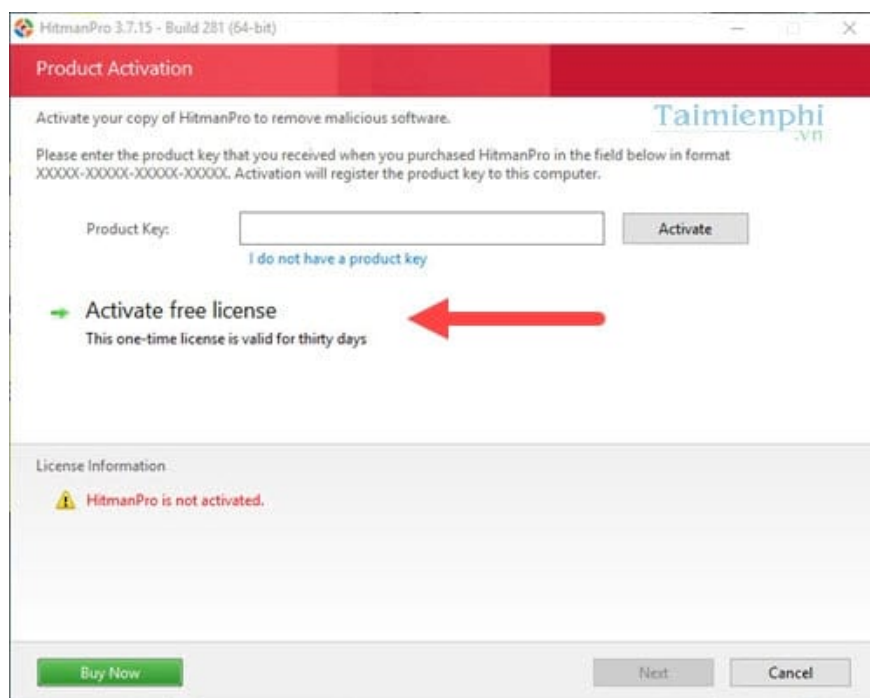 HitmanPro 3.7.15 - Build 281 (64-bit)
Product Activation
Activate your copy of HitmanPro to remove malicious software.
Taimienphi
.vn
Please enter the product key that you received when you purchased HitmanPro in the field below in format
XXXXX-XXXXX-XXXXX-XXXXX. Activation will register the product key to this computer.
Product Key:
Activate
I do not have a product key
Activate free license
This one-time license is valid for thirty days
License Information
HitmanPro is not activated.
Buy Now
Next
Cancel